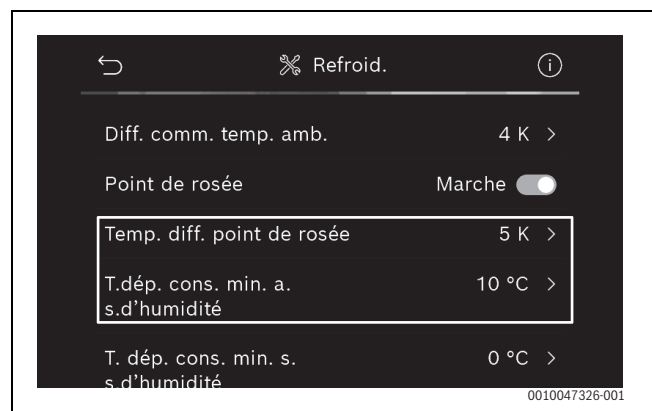 Refroid.
Diff. comm. temp. amb. 4 K >
Point de rosée Marche
Temp. diff. point de rosée 5 K >
T.dép. cons. min. a. 10 °C >
s.d’humidité
T. dép. cons. min. s. 0 °C >
s.d’humidité
0010047326-001